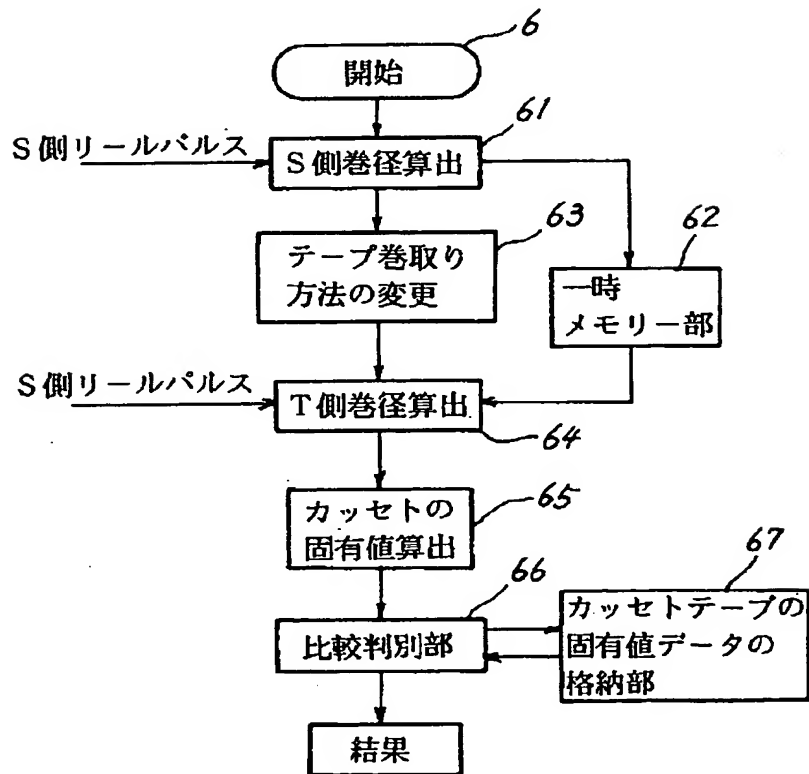 6
開始
61
S側リールパルス
S側巻径算出
63
テープ巻取り
方法の変更
62
一時
メモリー部
S側リールパルス
T側巻径算出
64
カッセトの
固有値算出
65
66
比較判別部
67
カッセトテープの
固有値データの
格納部
結果